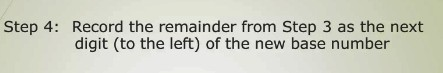 Step 4: Record the remainder from Step 3 as the next
digit (to the left) of the new base number